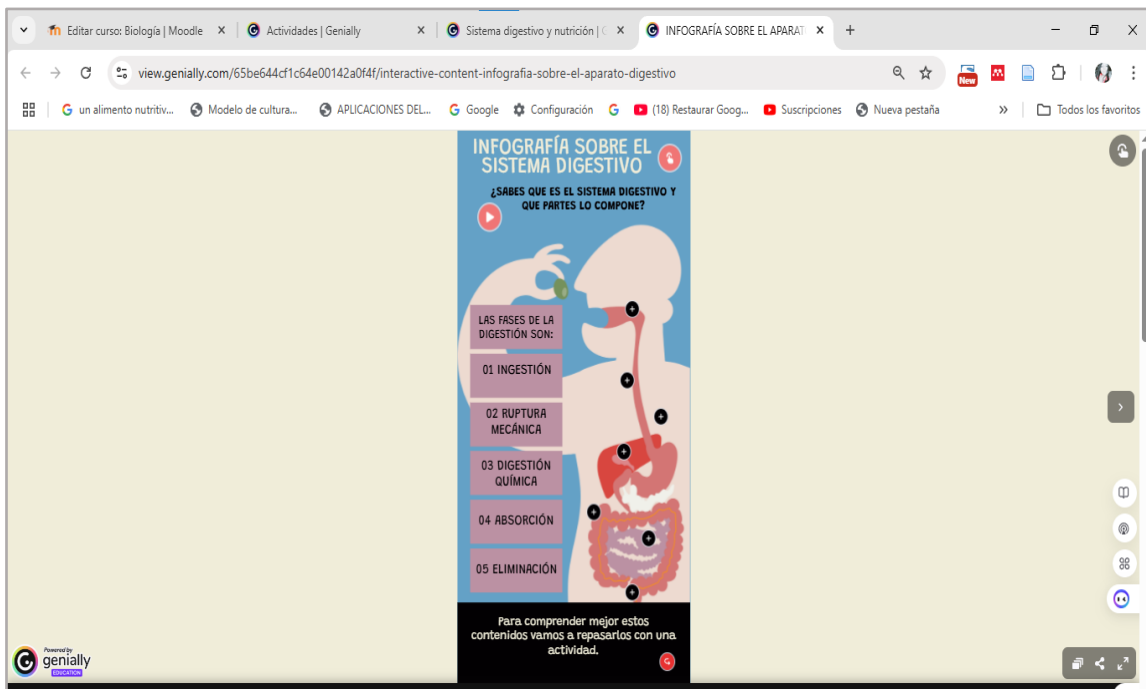 Editar curso: Biología | Moodle
Actividades | Genially
Sistema digestivo y nutrición |
INFOGRAFÍA SOBRE EL APARAT
view.genially.com/65be644cf1c64e00142a0f4f/interactive-content-infografia-sobre-el-aparato-digestivo
New
un alimento nutritiv...
Modelo de cultura...
APLICACIONES DEL...
Google
Configuración
(18) Restaurar Goog...
Suscripciones
Nueva pestaña
Todos los favoritos
INFOGRAFÍA SOBRE EL
SISTEMA DIGESTIVO
¿SABES QUE ES EL SISTEMA DIGESTIVO Y
QUE PARTES LO COMPONE?
LAS FASES DE LA
DIGESTIÓN SON:
01 INGESTIÓN
02 RUPTURA
MECÁNICA
03 DIGESTIÓN
QUÍMICA
04 ABSORCIÓN
05 ELIMINACIÓN
Para comprender mejor estos
contenidos vamos a repasarlos con una
actividad.
Powered by
genially
EDUCATION